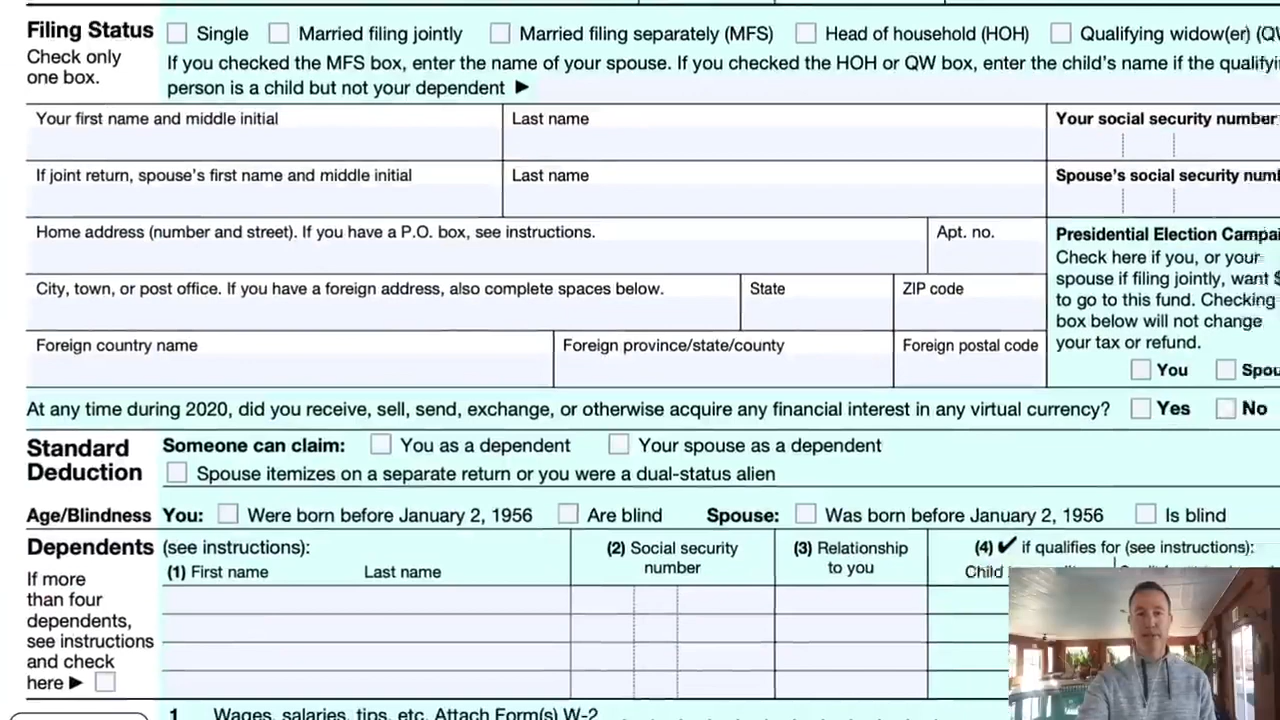 Filing Status
Check only
one box.
Single Married filing jointly Married filing separately (MFS) Head of household (HOH) Qualifying widow(er)
If you checked the MFS box, enter the name of your spouse. If you checked the HOH or QW box, enter the child's name if the
person is a child but not your dependent ▶
Your first name and middle initial Last name Your social security number
If joint return, spouse's first name and middle initial Last name Spouse's social security
Home address (number and street). If you have a P.O. box, see instructions. Apt. no.
City, town, or post office. If you have a foreign address, also complete spaces below. State ZIP code
Foreign country name Foreign province/state/county Foreign postal code
Presidential Election
Check here if you, or your
spouse if filing jointly, want
to go to this fund. Checking
box below will not change
your tax or refund.
You
At any time during 2020, did you receive, sell, send, exchange, or otherwise acquire any financial interest in any virtual currency? Yes No
Standard
Deduction
Someone can claim: You as a dependent Your spouse as a dependent
Spouse itemizes on a separate return or you were a dual-status alien
Age/Blindness You: Were born before January 2, 1956 Are blind Spouse: Was born before January 2, 1956 Is blind
Dependents (see instructions):
(1) First name Last name
(2) Social security
number
(3) Relationship
to you
(4) ✔ if qualifies for (see instructions):
Child
If more
than four
dependents,
see instructions
and check
here ▶
1 Wages, salaries, tips, etc. Attach Form(s) W-2